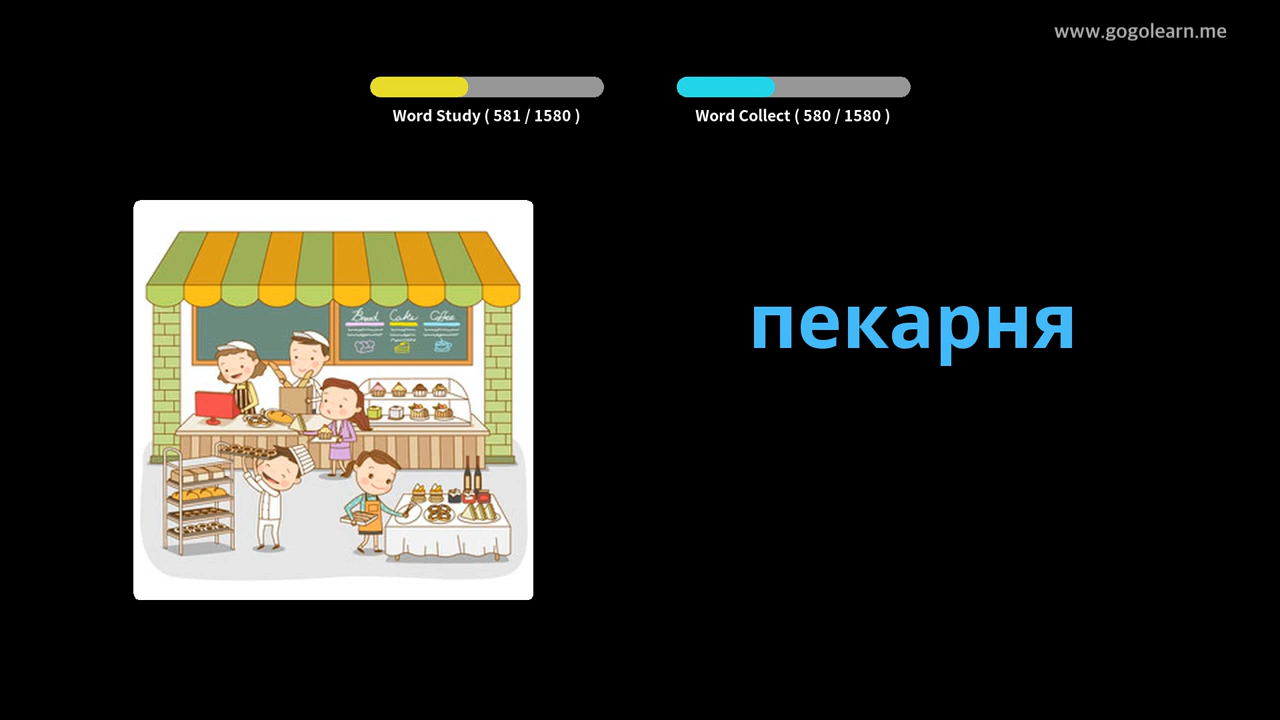 www.gogolearn.me
Word Study ( 581 / 1580 )
Word Collect ( 580 / 1580 )
Bread Cake Coffee
пекарня